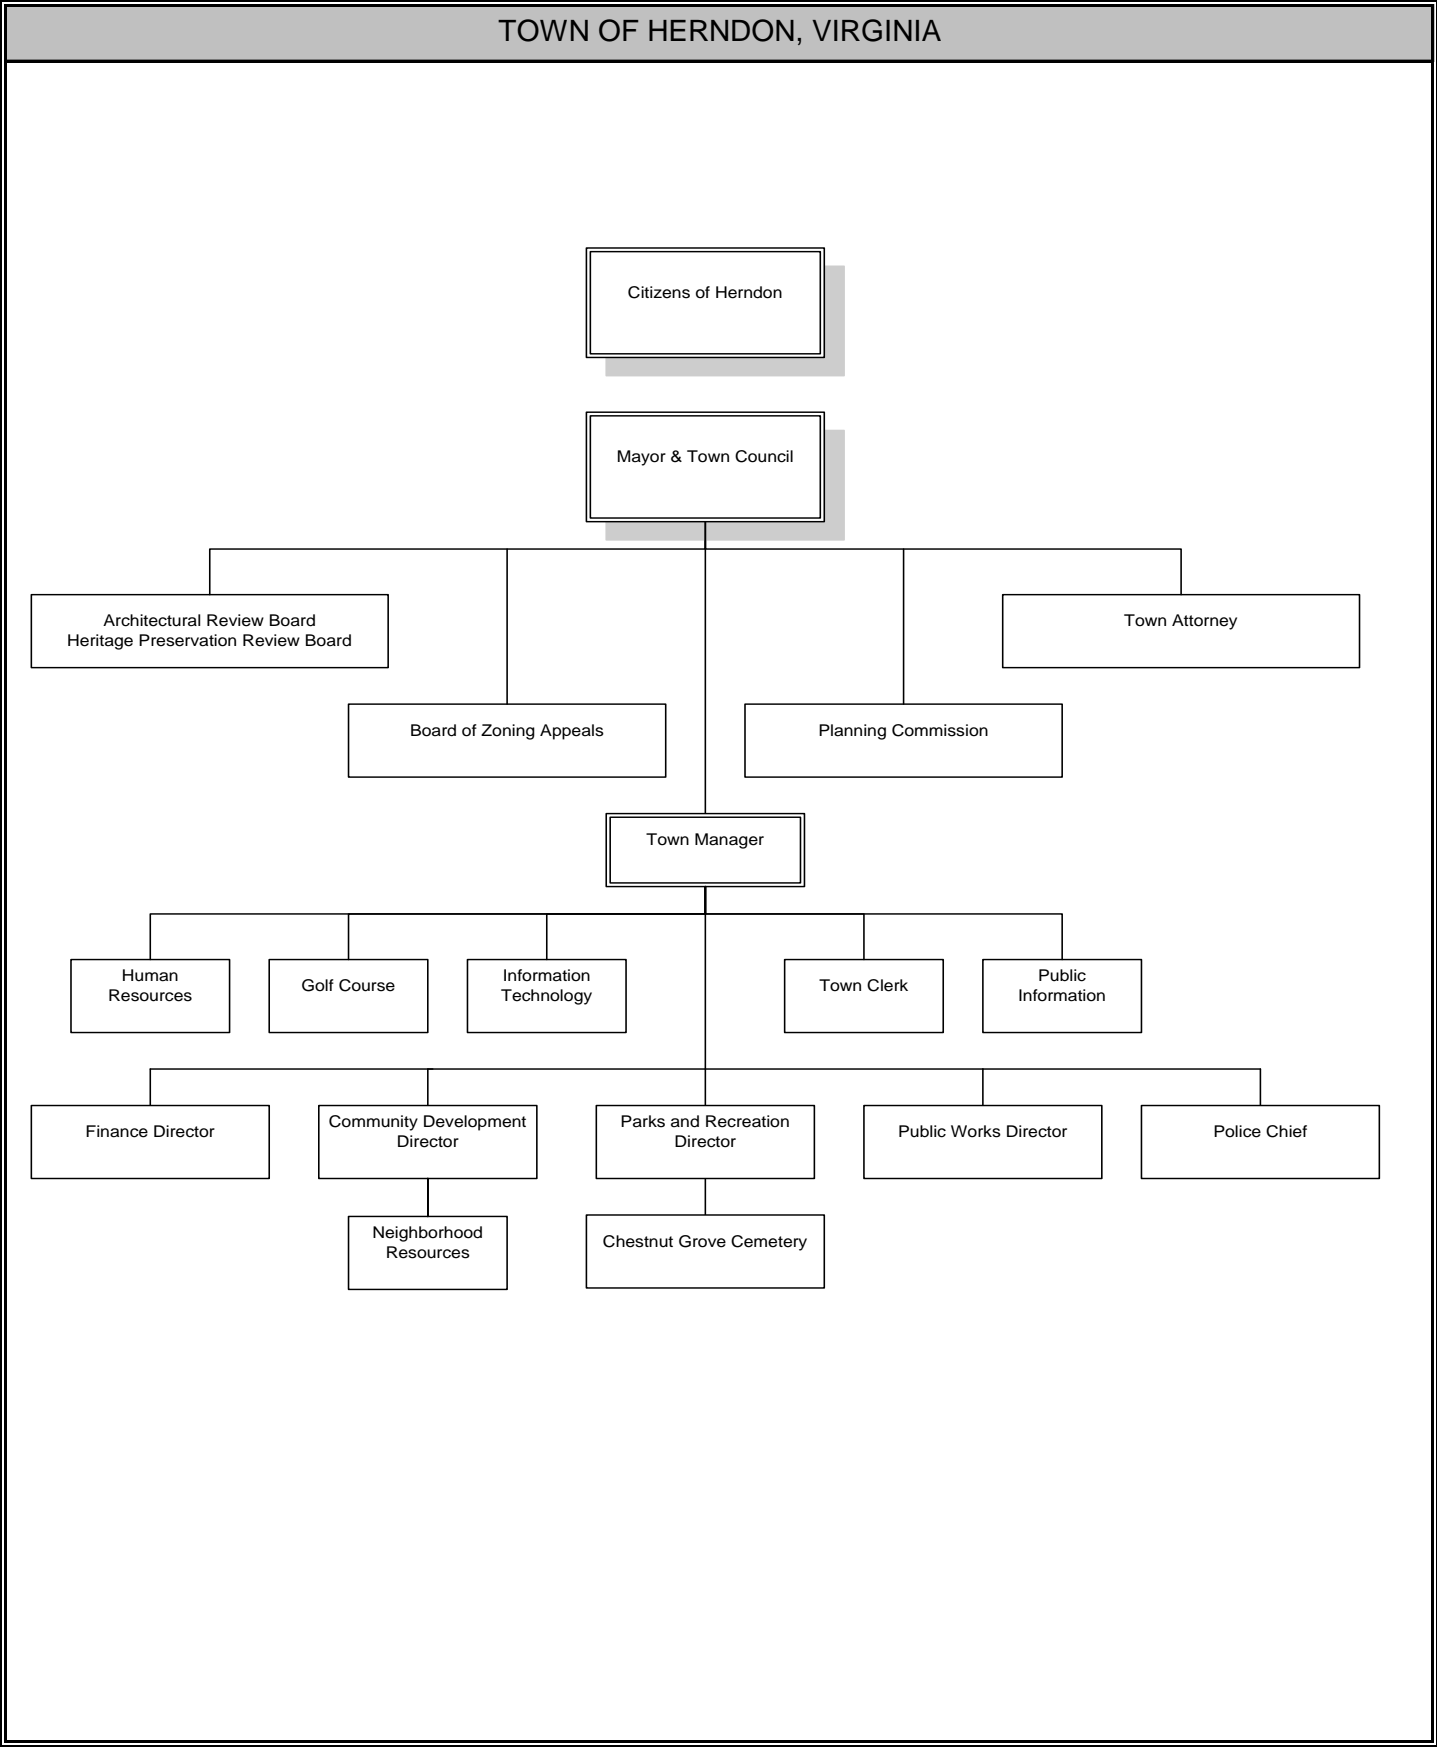 TOWN OF HERNDON, VIRGINIA
Citizens of Herndon
Mayor & Town Council
Architectural Review Board
Heritage Preservation Review Board
Town Attorney
Board of Zoning Appeals
Planning Commission
Town Manager
Human
Resources
Golf Course
Information
Technology
Town Clerk
Public
Information
Finance Director
Community Development
Director
Parks and Recreation
Director
Public Works Director
Police Chief
Neighborhood
Resources
Chestnut Grove Cemetery